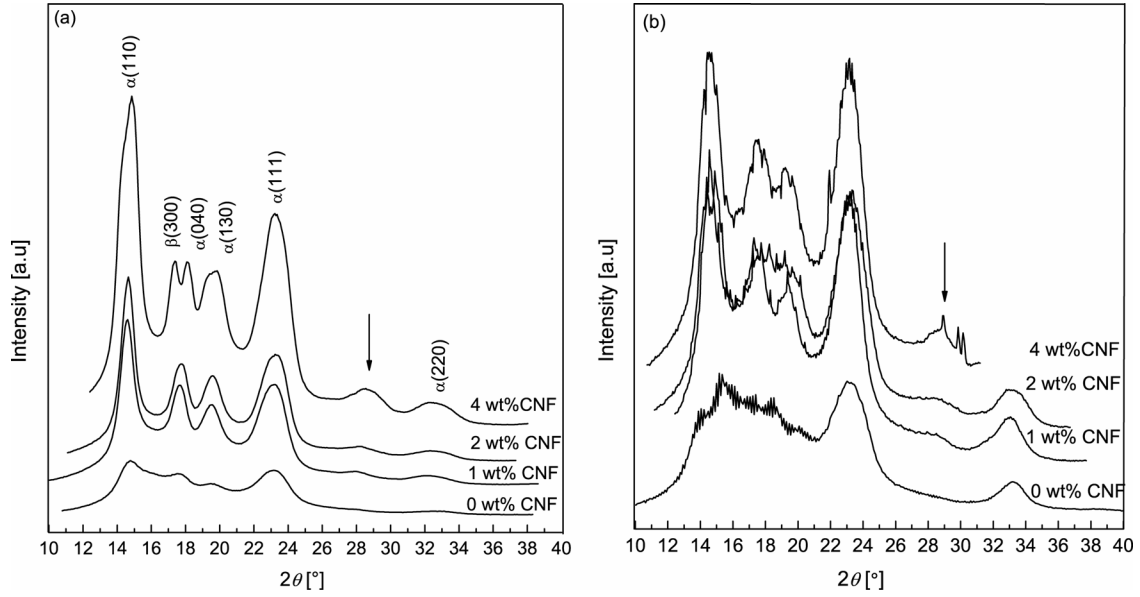 (a)
α(110)
β(300)
α(040)
α(130)
α(111)
α(220)
4 wt%CNF
2 wt% CNF
1 wt% CNF
0 wt% CNF
Intensity [a.u]
10 12 14 16 18 20 22 24 26 28 30 32 34 36 38 40
2θ [°]
(b)
4 wt%CNF
2 wt% CNF
1 wt% CNF
0 wt% CNF
Intensity [a.u]
10 12 14 16 18 20 22 24 26 28 30 32 34 36 38 40
2θ [°]